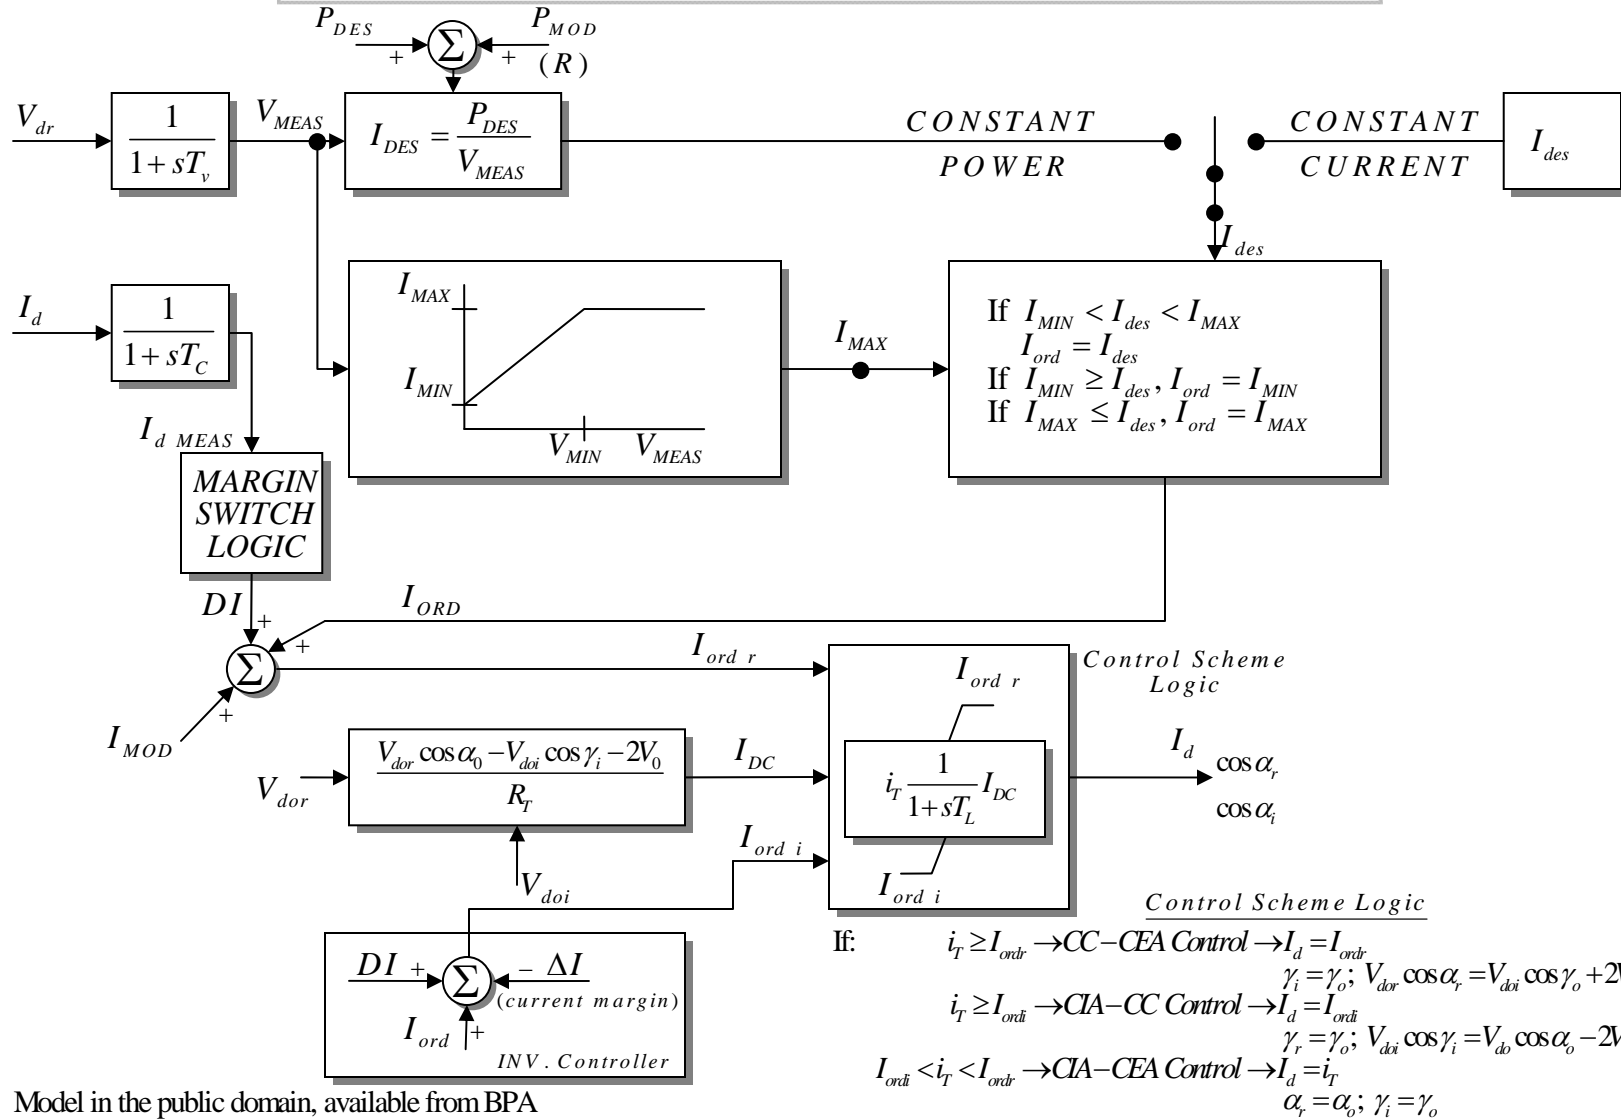 P_DES
P_MOD
+ Σ +
(R)
V_dr
1 / (1 + sT_v)
V_MEAS
I_DES = P_DES / V_MEAS
CONSTANT
POWER
CONSTANT
CURRENT
I_des
I_des
I_d
1 / (1 + sT_C)
I_MAX
I_MIN
V_MIN
V_MEAS
I_MAX
If I_MIN < I_des < I_MAX
I_ord = I_des
If I_MIN ≥ I_des, I_ord = I_MIN
If I_MAX ≤ I_des, I_ord = I_MAX
I_d MEAS
MARGIN
SWITCH
LOGIC
DI
+
I_ORD
+
Σ
+
I_MOD
I_ord r
V_dor
(V_dor cos α_0 − V_doi cos γ_i − 2V_0) / R_T
I_DC
V_doi
I_ord i
I_ord r
i_T 1 / (1 + sT_L) I_DC
I_ord i
Control Scheme
Logic
I_d
cos α_r
cos α_i
DI + Σ − ΔI
(current margin)
I_ord +
INV. Controller
Control Scheme Logic
If: i_T ≥ I_ordr → CC−CEA Control → I_d = I_ordr
γ_i = γ_o; V_dor cos α_r = V_doi cos γ_o + 2
i_T ≥ I_ordi → CIA−CC Control → I_d = I_ordi
γ_r = γ_o; V_doi cos γ_i = V_do cos α_o − 2
I_ordi < i_T < I_ordr → CIA−CEA Control → I_d = i_T
α_r = α_o; γ_i = γ_o
Model in the public domain, available from BPA